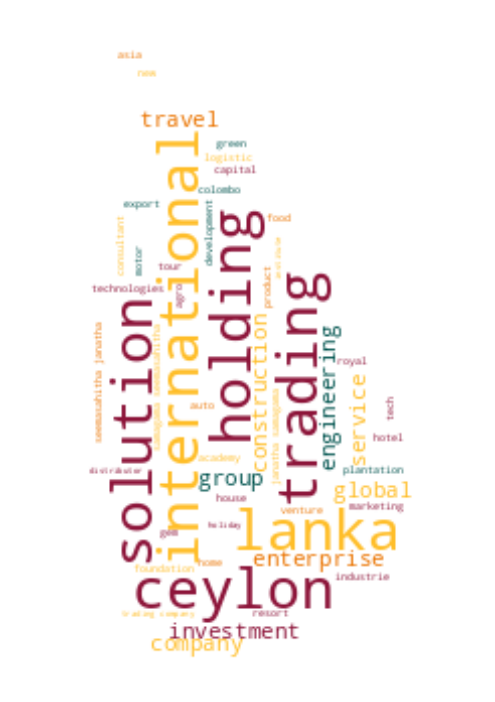 asia
new
travel
international
green
logistic
capital
colombo
export
development
holding
food
consultant
motor
tour
technologies
agro
product
trading
solution
seemasahitha janatha
samagama seemasahitha
construction
engineering
royal
service
auto
janatha samagama
tech
hotel
academy
distributor
group
plantation
global
house
venture
marketing
lanka
holiday
gem
enterprise
home
foundation
industrie
ceylon
trading company
resort
investment
company